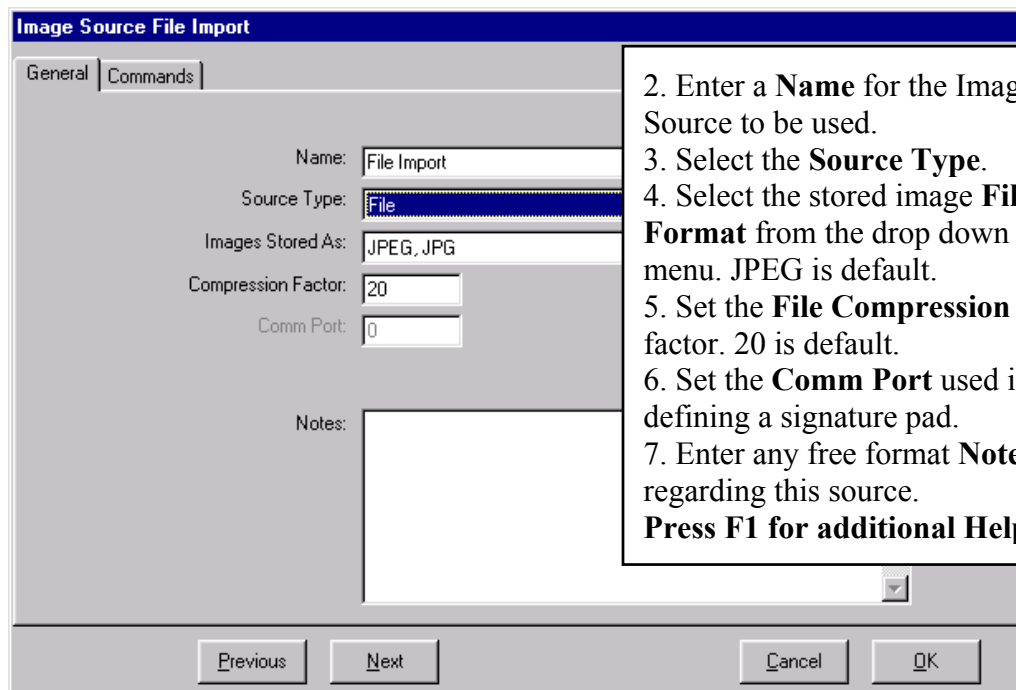 Image Source File Import
General Commands
Name: File Import
Source Type: File
Images Stored As: JPEG, JPG
Compression Factor: 20
Comm Port: 0
Notes:
2. Enter a Name for the Imag
Source to be used.
3. Select the Source Type.
4. Select the stored image Fil
Format from the drop down
menu. JPEG is default.
5. Set the File Compression
factor. 20 is default.
6. Set the Comm Port used i
defining a signature pad.
7. Enter any free format Note
regarding this source.
Press F1 for additional Help
Previous Next Cancel OK